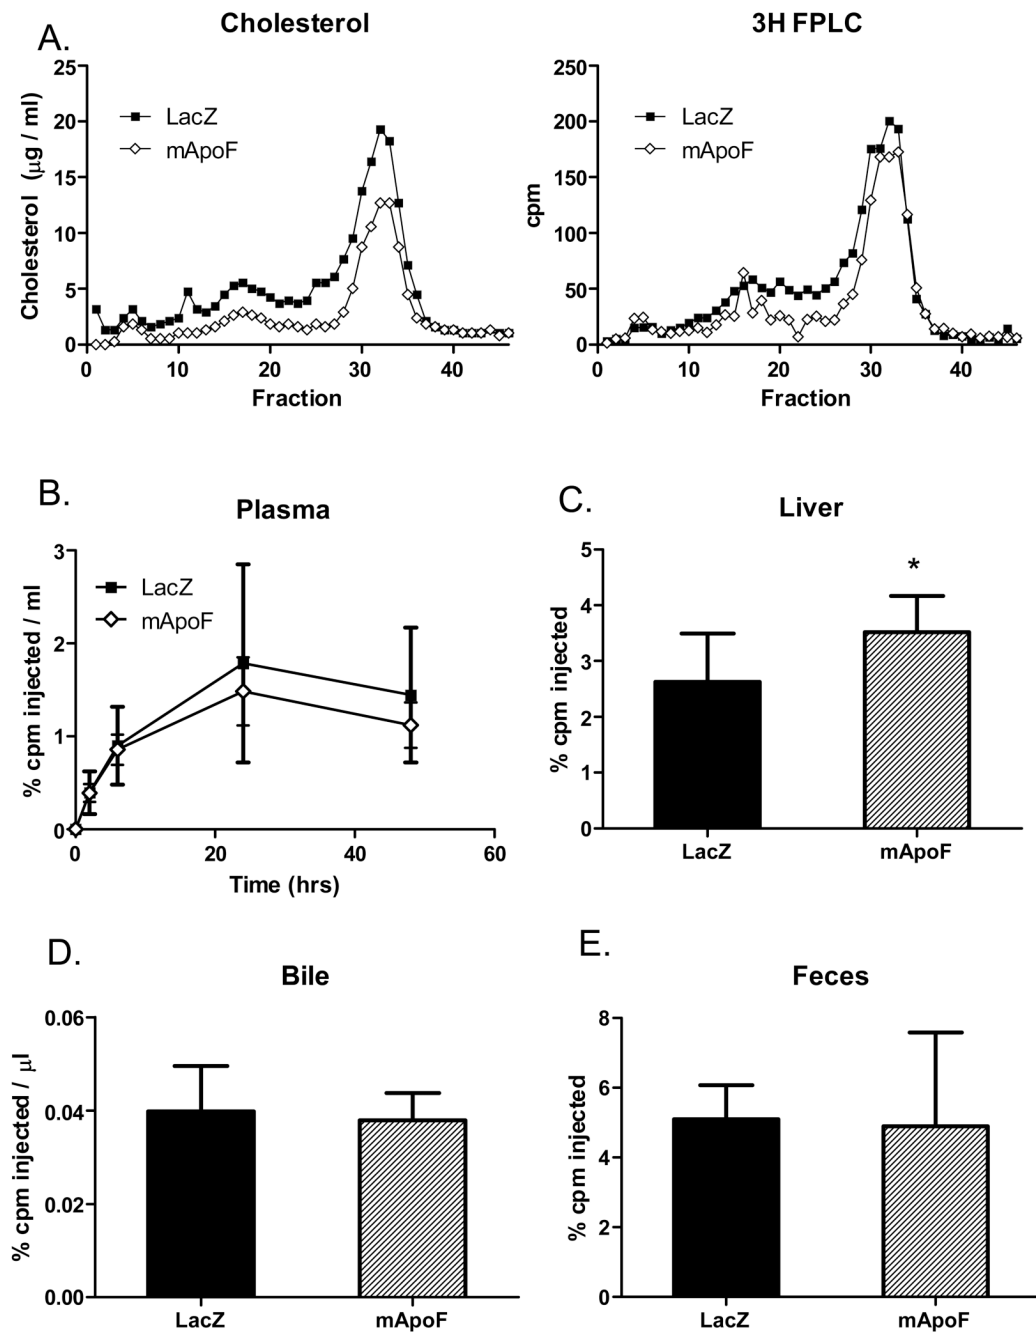 A.
Cholesterol
Cholesterol (μg / ml)
25
20
15
10
5
0
LacZ
mApoF
0 10 20 30 40
Fraction
3H FPLC
cpm
250
200
150
100
50
0
LacZ
mApoF
0 10 20 30 40
Fraction
B.
Plasma
% cpm injected / ml
3
2
1
0
LacZ
mApoF
0 20 40 60
Time (hrs)
C.
Liver
% cpm injected
5
4
3
2
1
0
*
LacZ mApoF
D.
Bile
% cpm injected / μl
0.06
0.04
0.02
0.00
LacZ mApoF
E.
Feces
% cpm injected
8
6
4
2
0
LacZ mApoF